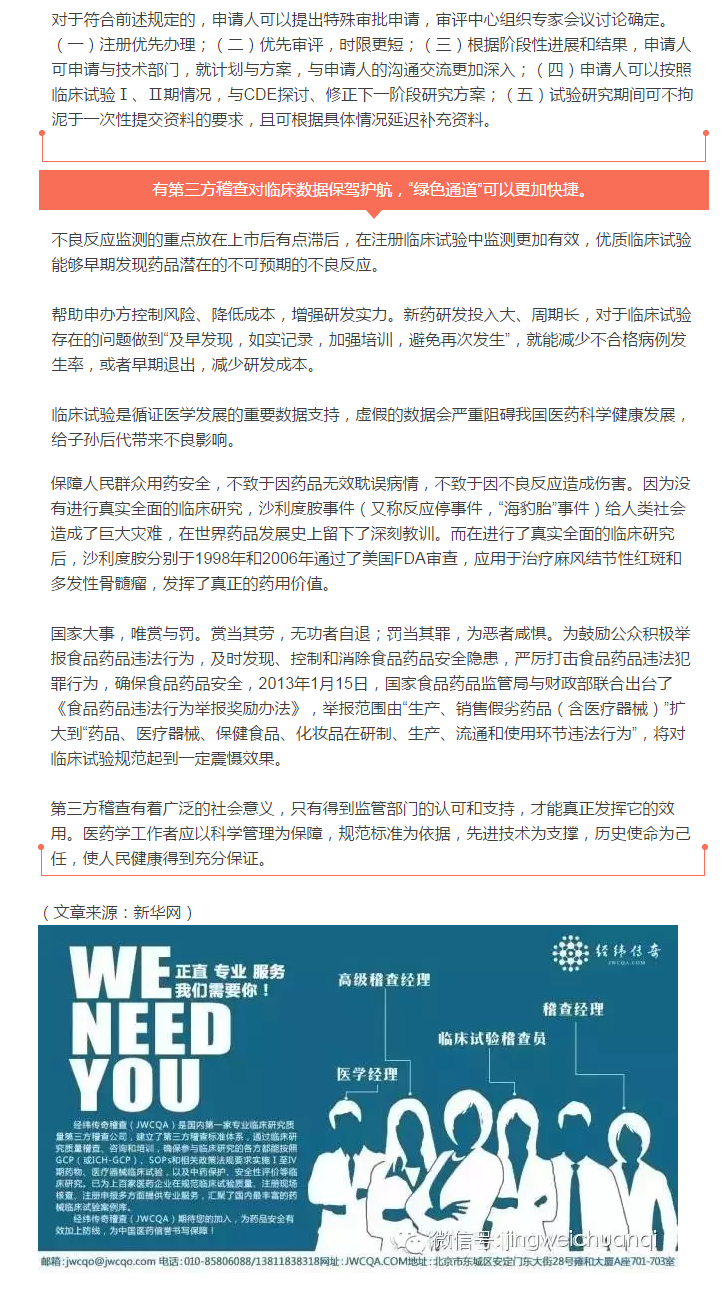 对于符合前述规定的，申请人可以提出特殊审批申请，审评中心组织专家会议讨论确定。
（一）注册优先办理；（二）优先审评，时限更短；（三）根据阶段性进展和结果，申请人
可申请与技术部门，就计划与方案，与申请人的沟通交流更加深入；（四）申请人可以按照
临床试验Ⅰ、Ⅱ期情况，与CDE探讨、修正下一阶段研究方案；（五）试验研究期间可不拘
泥于一次性提交资料的要求，且可根据具体情况延迟补充资料。
有第三方稽查对临床数据保驾护航，“绿色通道”可以更加快捷。
不良反应监测的重点放在上市后有点滞后，在注册临床试验中监测更加有效，优质临床试验
能够早期发现药品潜在的不可预期的不良反应。
帮助申办方控制风险、降低成本，增强研发实力。新药研发投入大、周期长，对于临床试验
存在的问题做到“及早发现，如实记录，加强培训，避免再次发生”，就能减少不合格病例发
生率，或者早期退出，减少研发成本。
临床试验是循证医学发展的重要数据支持，虚假的数据会严重阻碍我国医药科学健康发展，
给子孙后代带来不良影响。
保障人民群众用药安全，不致于因药品无效耽误病情，不致于因不良反应造成伤害。因为没
有进行真实全面的临床研究，沙利度胺事件（又称反应停事件，“海豹胎”事件）给人类社会
造成了巨大灾难，在世界药品发展史上留下了深刻教训。而在进行了真实全面的临床研究
后，沙利度胺分别于1998年和2006年通过了美国FDA审查，应用于治疗麻风结节性红斑和
多发性骨髓瘤，发挥了真正的药用价值。
国家大事，唯赏与罚。赏当其劳，无功者自退；罚当其罪，为恶者咸惧。为鼓励公众积极举
报食品药品违法行为，及时发现、控制和消除食品药品安全隐患，严厉打击食品药品违法犯
罪行为，确保食品药品安全，2013年1月15日，国家食品药品监管局与财政部联合出台了
《食品药品违法行为举报奖励办法》，举报范围由“生产、销售假劣药品（含医疗器械）”扩
大到“药品、医疗器械、保健食品、化妆品在研制、生产、流通和使用环节违法行为”，将对
临床试验规范起到一定震慑效果。
第三方稽查有着广泛的社会意义，只有得到监管部门的认可和支持，才能真正发挥它的效
用。医药学工作者应以科学管理为保障，规范标准为依据，先进技术为支撑，历史使命为己
任，使人民健康得到充分保证。
（文章来源：新华网）
WE
正直 专业 服务
我们需要你！
NEED
YOU
经纬传奇
JWCQA.COM
高级稽查经理
稽查经理
临床试验稽查员
医学经理
经纬传奇稽查（JWCQA）是国内第一家专业临床研究质
量第三方稽查公司，建立了第三方稽查标准体系，通过临床研
究质量稽查、咨询和培训，确保参与临床研究的各方都能按照
GCP（或ICH-GCP）、SOPs和相关政策法规要求实施Ⅰ至Ⅳ
期药物、医疗器械临床试验，以及中药保护、安全性评价等临
床研究。已为上百家医药企业在规范临床试验质量、注册现场
核查、注册申报多方面提供专业服务，汇聚了国内最丰富的药
械临床试验案例库。
经纬传奇稽查（JWCQA）期待您的加入，为药品安全有
效加上防线，为中国医药信誉书写保障！
微信号: jingweichuanqi
邮箱：jwcqo@jwcqo.com 电话：010-85806088/13811838318网址：JWCQA.COM地址：北京市东城区安定门东大街28号雍和大厦A座701-703室